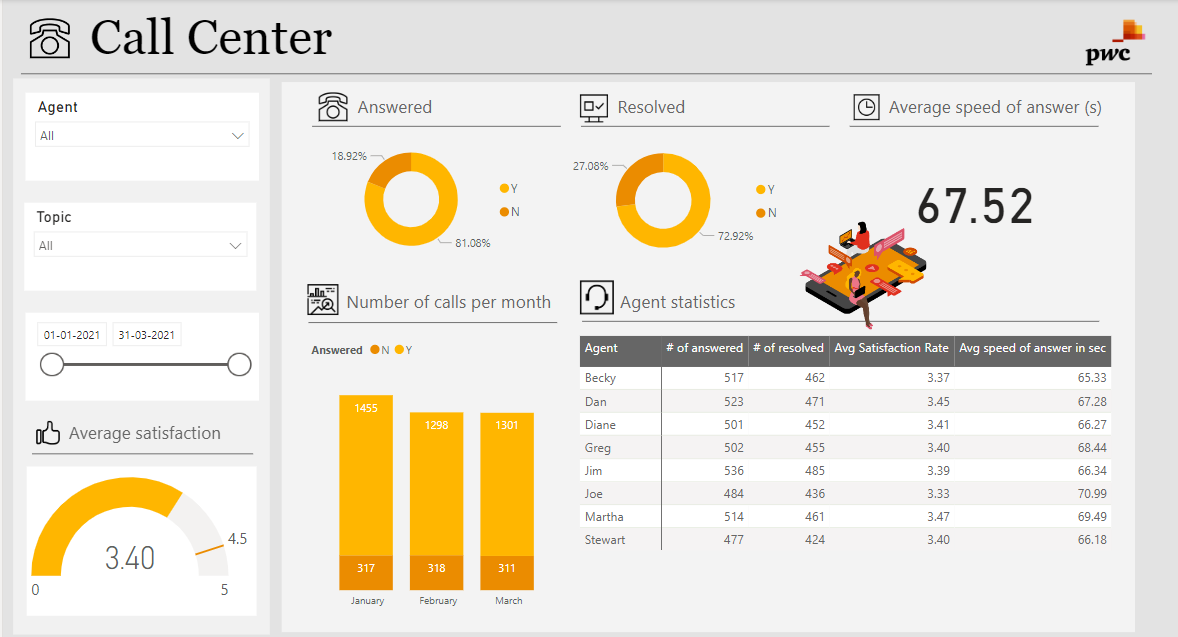 Call Center
pwc
Agent
All
Topic
All
01-01-2021 31-03-2021
Average satisfaction
3.40
4.5
0
5
Answered
18.92%
81.08%
Y
N
Resolved
27.08%
72.92%
Y
N
Average speed of answer (s)
67.52
Number of calls per month
Answered N Y
1455
1298
1301
317
318
311
January
February
March
Agent statistics
Agent # of answered # of resolved Avg Satisfaction Rate Avg speed of answer in sec
Becky 517 462 3.37 65.33
Dan 523 471 3.45 67.28
Diane 501 452 3.41 66.27
Greg 502 455 3.40 68.44
Jim 536 485 3.39 66.34
Joe 484 436 3.33 70.99
Martha 514 461 3.47 69.49
Stewart 477 424 3.40 66.18